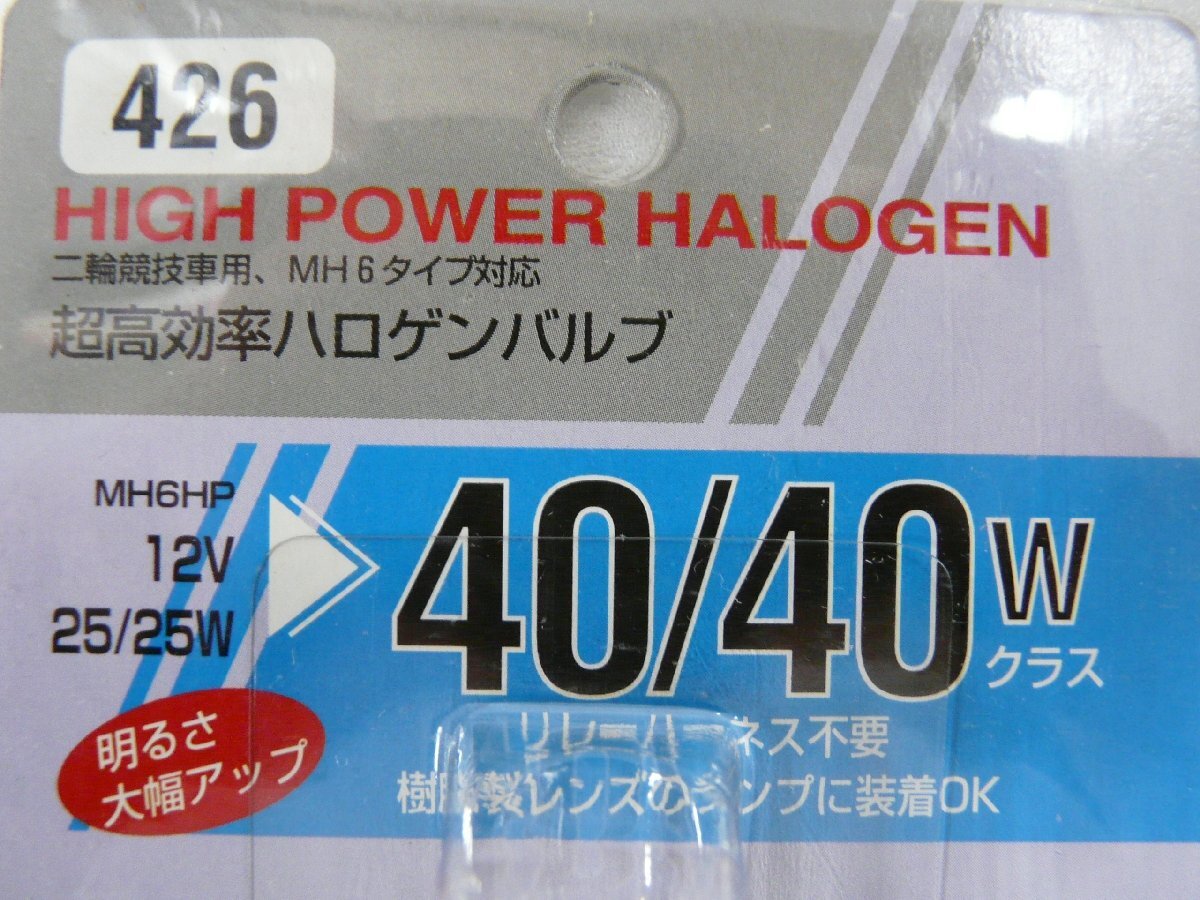 426
HIGH POWER HALOGEN
二輪競技車用、MH6タイプ対応
超高効率ハロゲンバルブ
MH6HP
12V
25/25W
40/40W
クラス
明るさ
大幅アップ
リレーハーネス不要
樹脂製レンズのランプに装着OK